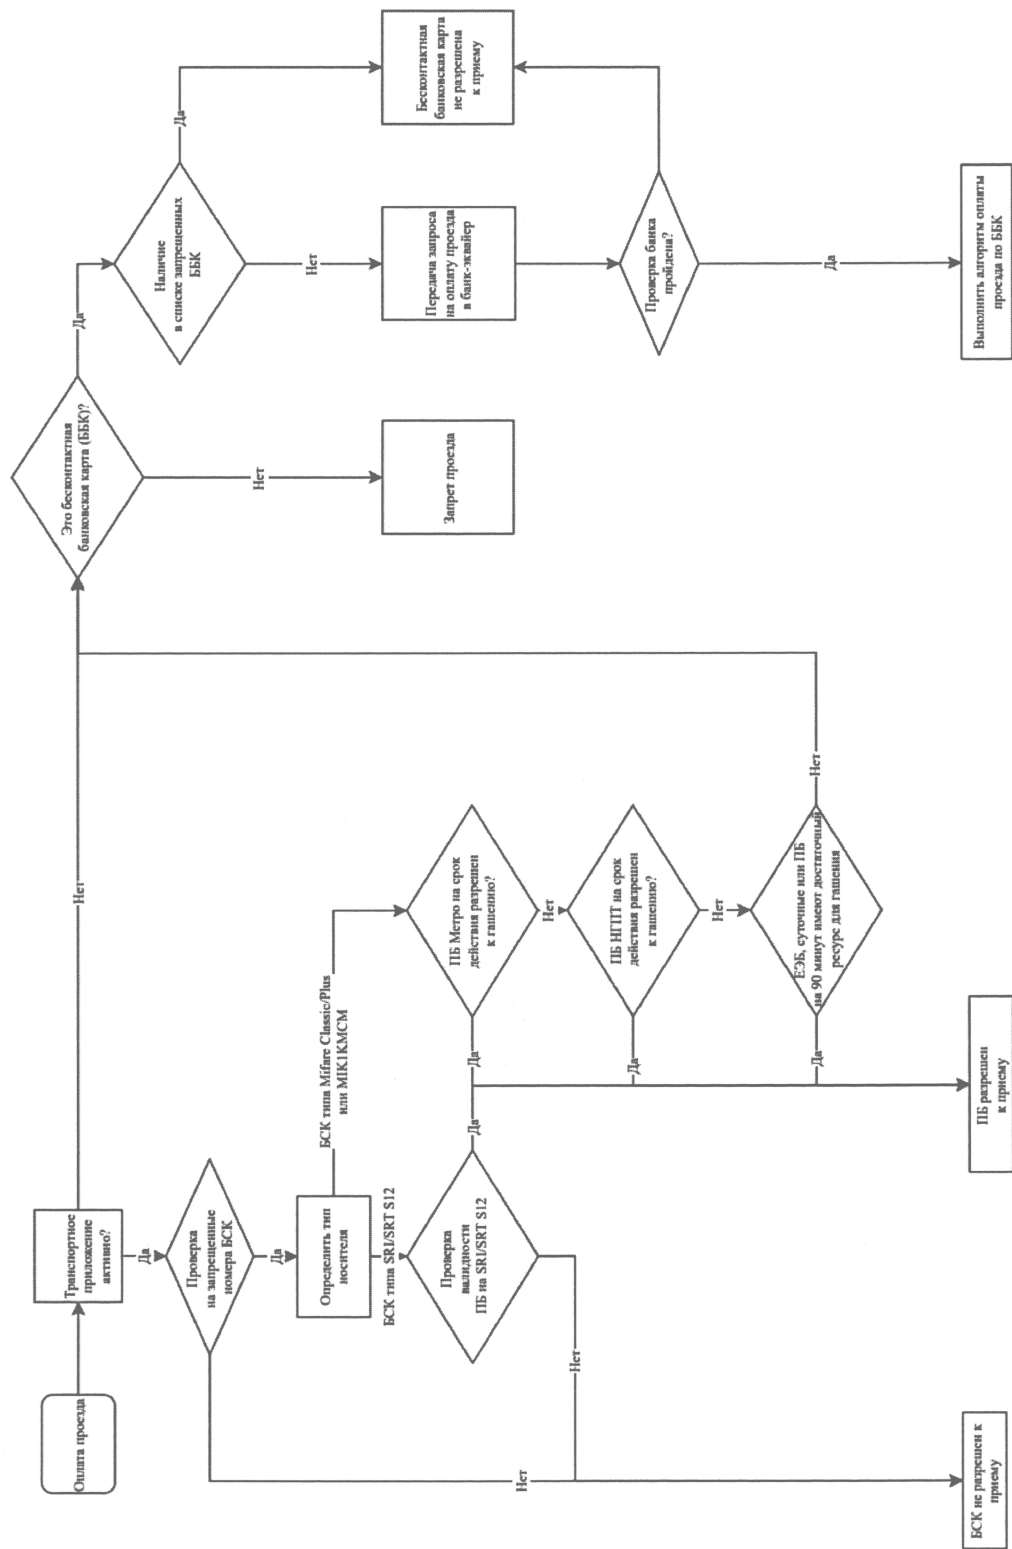 Оплата проезда
Транспортное
приложение
активно?
Нет
Да
Это бесконтактная
банковская карта (ББК)?
Да
Нет
Запрет проезда
Наличие
в списке запрещенных
ББК
Да
Нет
Бесконтактная
банковская карта
не разрешена
к приему
Передача запроса
на оплату проезда
в банк-эквайер
Проверка банка
пройдена?
Да
Выполнить алгоритм оплаты
проезда по ББК
Проверка
на запрещенные
номера БСК
Да
Нет
Определить тип
носителя
БСК типа Mifare Classic/Plus
или MIK1KMCM
БСК типа SRI/SRT S12
Проверка
валидности
ПБ на SRI/SRT S12
Да
Нет
ПБ Метро на срок
действия разрешен
к гашению?
Да
Нет
ПБ НГПТ на срок
действия разрешен
к гашению?
Да
Нет
ЕЭБ, суточные или ПБ
на 90 минут имеют достаточный
ресурс для гашения
Да
Нет
БСК не разрешен к
приему
ПБ разрешен
к приему